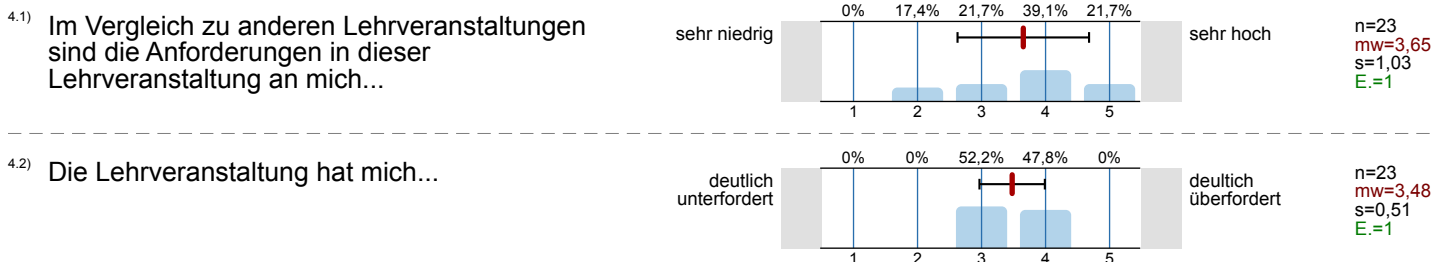 4.1) Im Vergleich zu anderen Lehrveranstaltungen
sind die Anforderungen in dieser
Lehrveranstaltung an mich...
sehr niedrig
0% 17,4% 21,7% 39,1% 21,7%
1 2 3 4 5
sehr hoch
n=23
mw=3,65
s=1,03
E.=1
4.2) Die Lehrveranstaltung hat mich...
deutlich
unterfordert
0% 0% 52,2% 47,8% 0%
1 2 3 4 5
deultich
überfordert
n=23
mw=3,48
s=0,51
E.=1